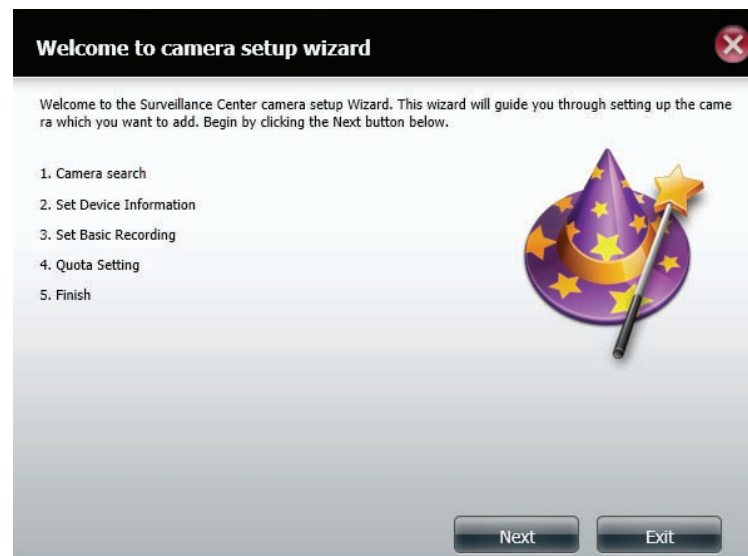 Welcome to camera setup wizard
Welcome to the Surveillance Center camera setup Wizard. This wizard will guide you through setting up the came
ra which you want to add. Begin by clicking the Next button below.
1. Camera search
2. Set Device Information
3. Set Basic Recording
4. Quota Setting
5. Finish
Next Exit